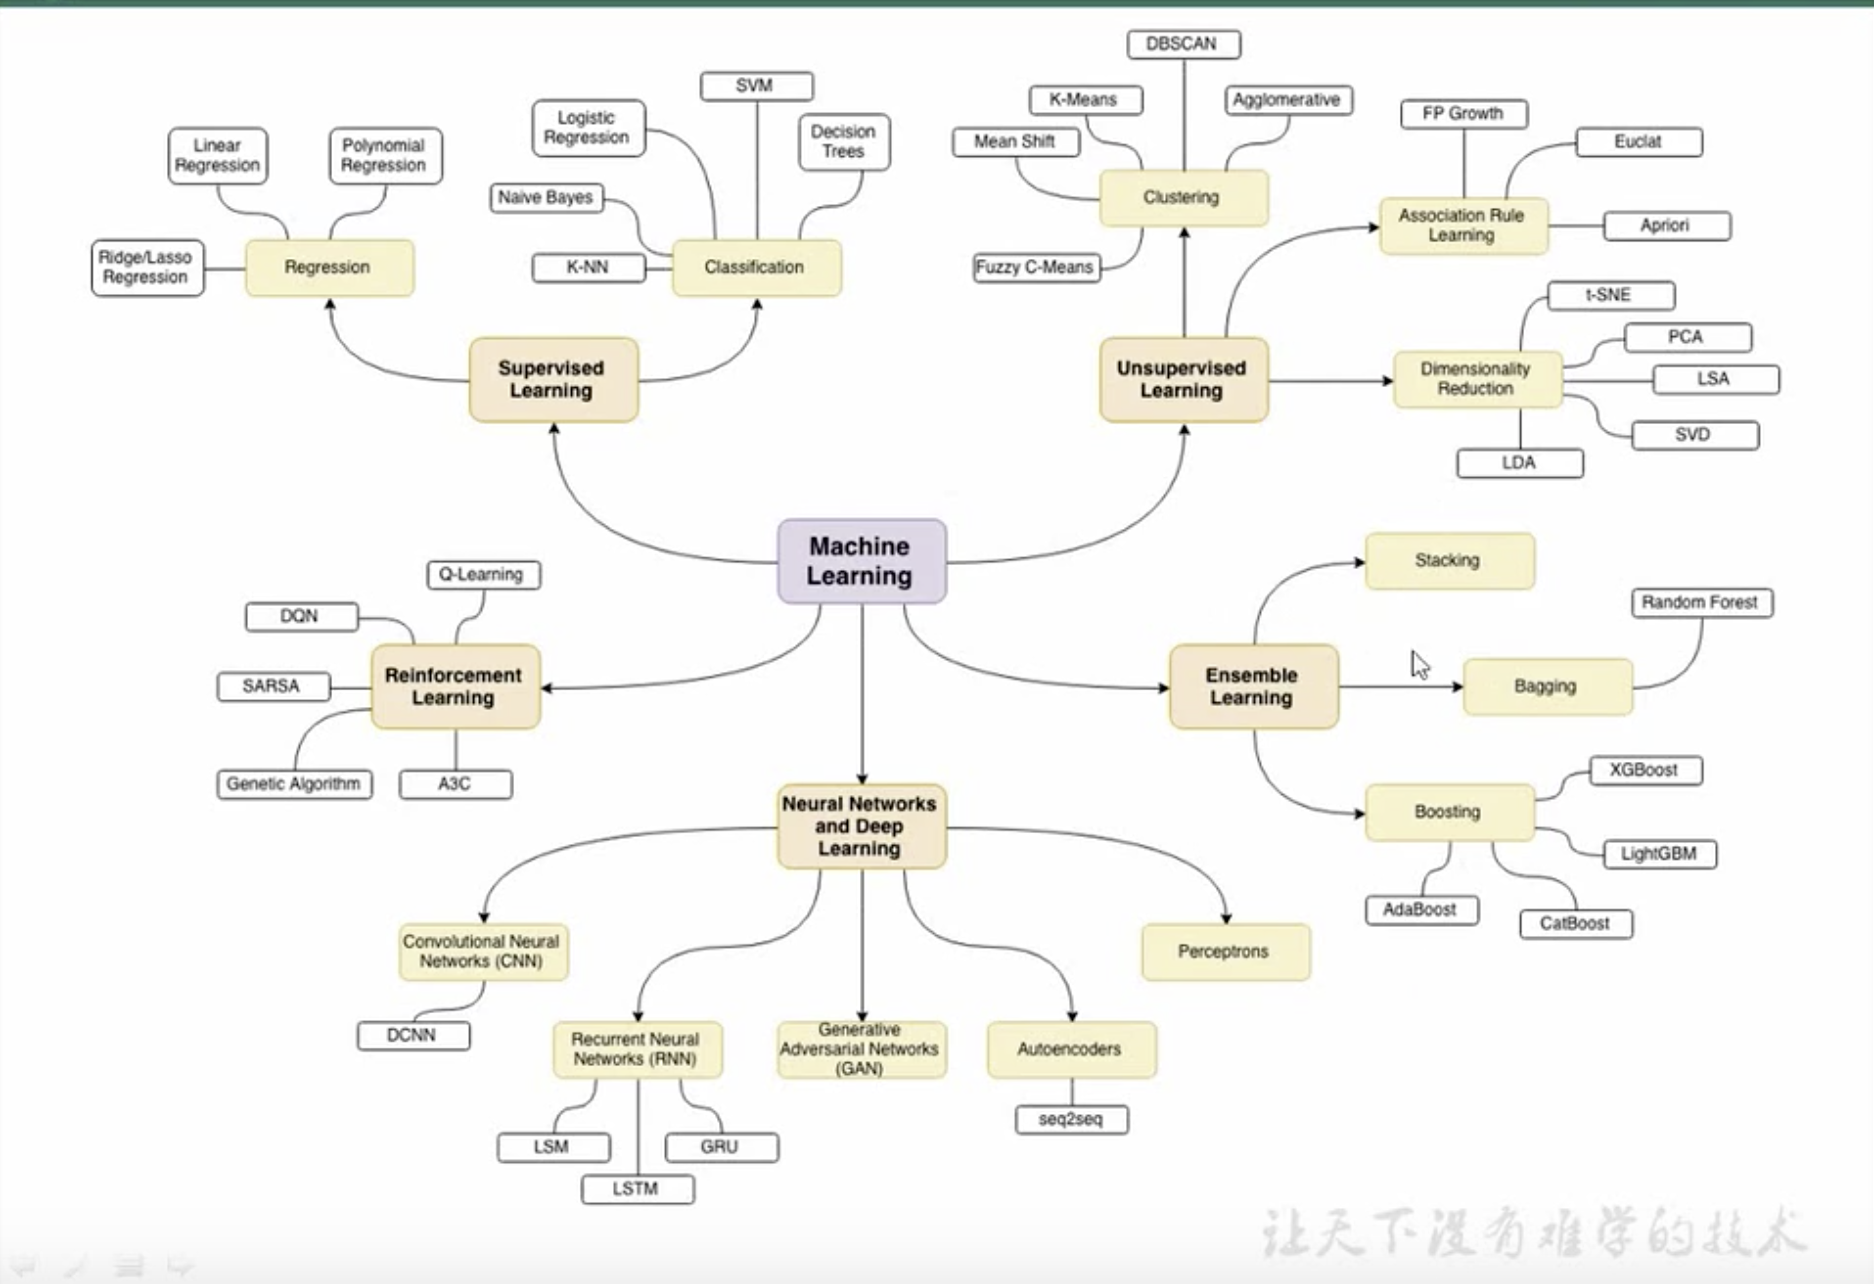 DBSCAN
SVM
K-Means
Agglomerative
Logistic
Regression
FP Growth
Linear
Regression
Polynomial
Regression
Decision
Trees
Mean Shift
Euclat
Naive Bayes
Clustering
Association Rule
Learning
Apriori
Ridge/Lasso
Regression
Regression
K-NN
Classification
Fuzzy C-Means
t-SNE
PCA
Supervised
Learning
Unsupervised
Learning
Dimensionality
Reduction
LSA
SVD
LDA
Machine
Learning
Stacking
Q-Learning
Random Forest
DQN
Reinforcement
Learning
SARSA
Ensemble
Learning
Bagging
Genetic Algorithm
A3C
XGBoost
Neural Networks
and Deep
Learning
Boosting
LightGBM
AdaBoost
CatBoost
Convolutional Neural
Networks (CNN)
Perceptrons
DCNN
Recurrent Neural
Networks (RNN)
Generative
Adversarial Networks
(GAN)
Autoencoders
seq2seq
LSM
GRU
LSTM
让天下没有难学的技术